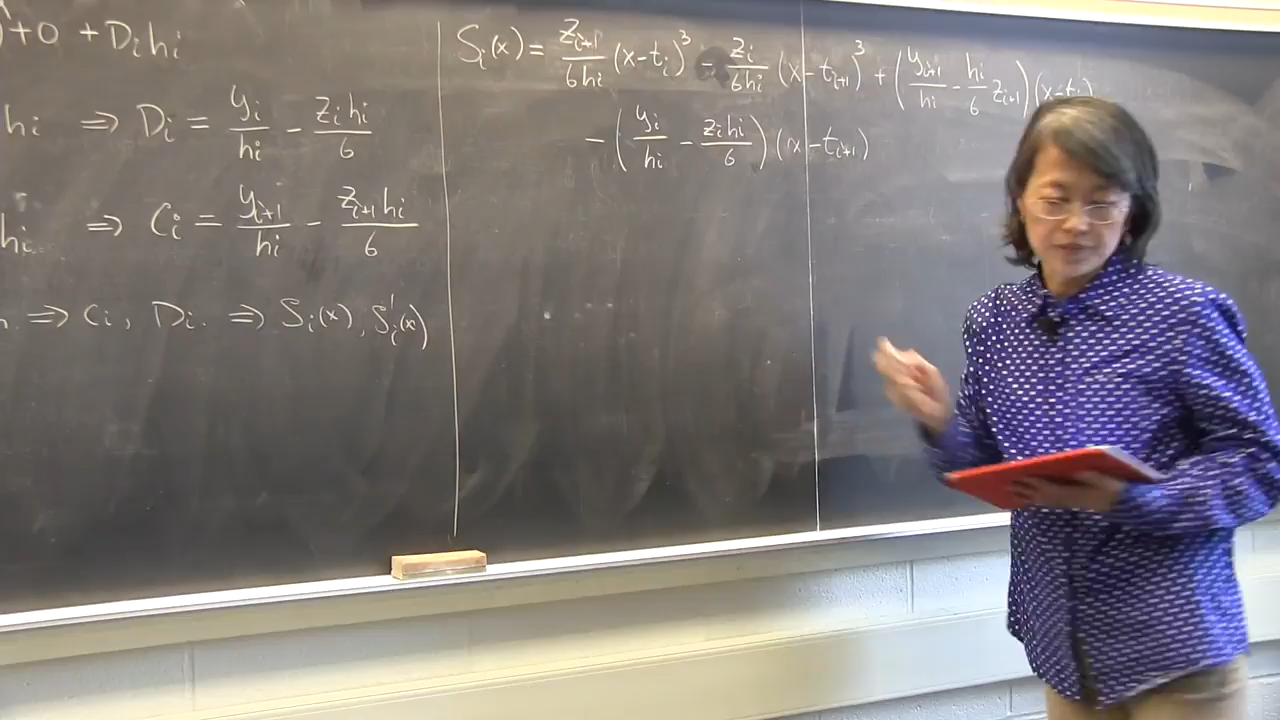 )+0 + Dihi
hi ⇒ Di = yi/hi - zihi/6
hi ⇒ Ci = yi+1/hi - zi+1hi/6
⇒ Ci, Di. ⇒ Si(x), Si'(x)
Si(x) = zi+1/6hi (x-ti)³ - zi/6hi (x-ti+1)³ + (yi+1/hi - hi/6 zi+1)(x-ti)
- (yi/hi - zihi/6)(x-ti+1)